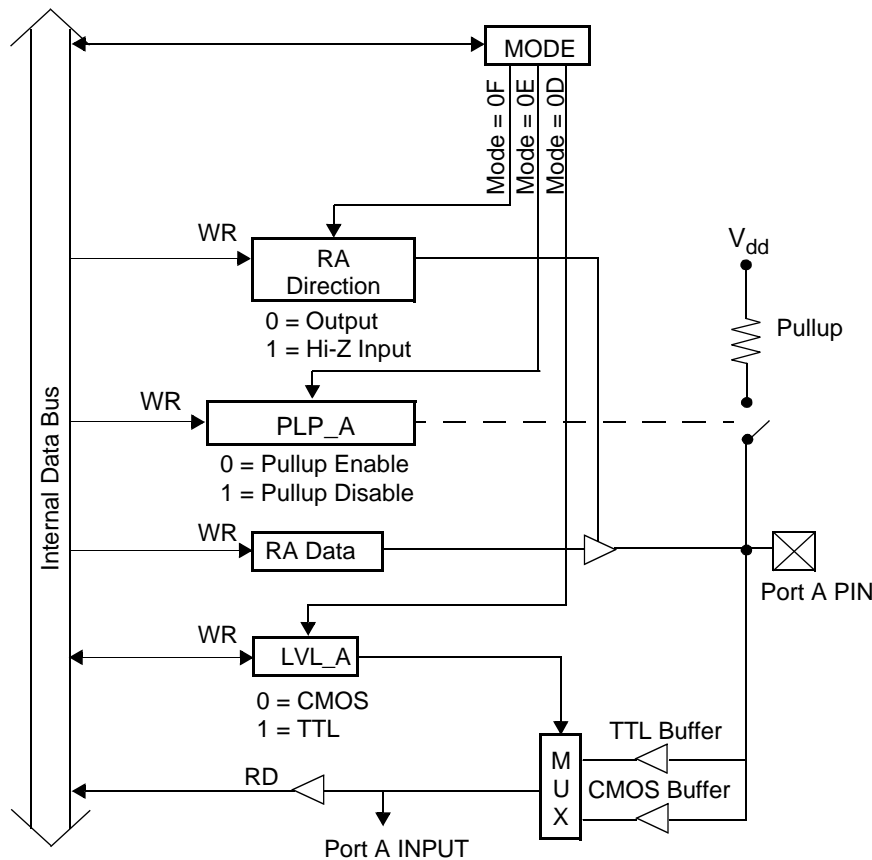 MODE
Mode = 0F
Mode = 0E
Mode = 0D
WR
RA
Direction
0 = Output
1 = Hi-Z Input
Vdd
Pullup
WR
PLP_A
0 = Pullup Enable
1 = Pullup Disable
Internal Data Bus
WR
RA Data
Port A PIN
WR
LVL_A
0 = CMOS
1 = TTL
TTL Buffer
M
U
X
CMOS Buffer
RD
Port A INPUT